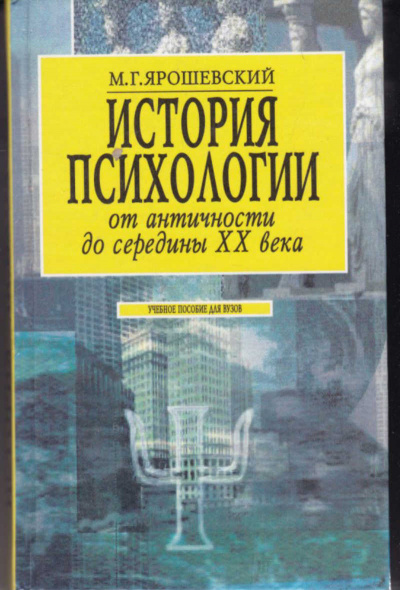 М.Г.ЯРОШЕВСКИЙ
ИСТОРИЯ
ПСИХОЛОГИИ
от античности
до середины XX века
УЧЕБНОЕ ПОСОБИЕ ДЛЯ ВУЗОВ